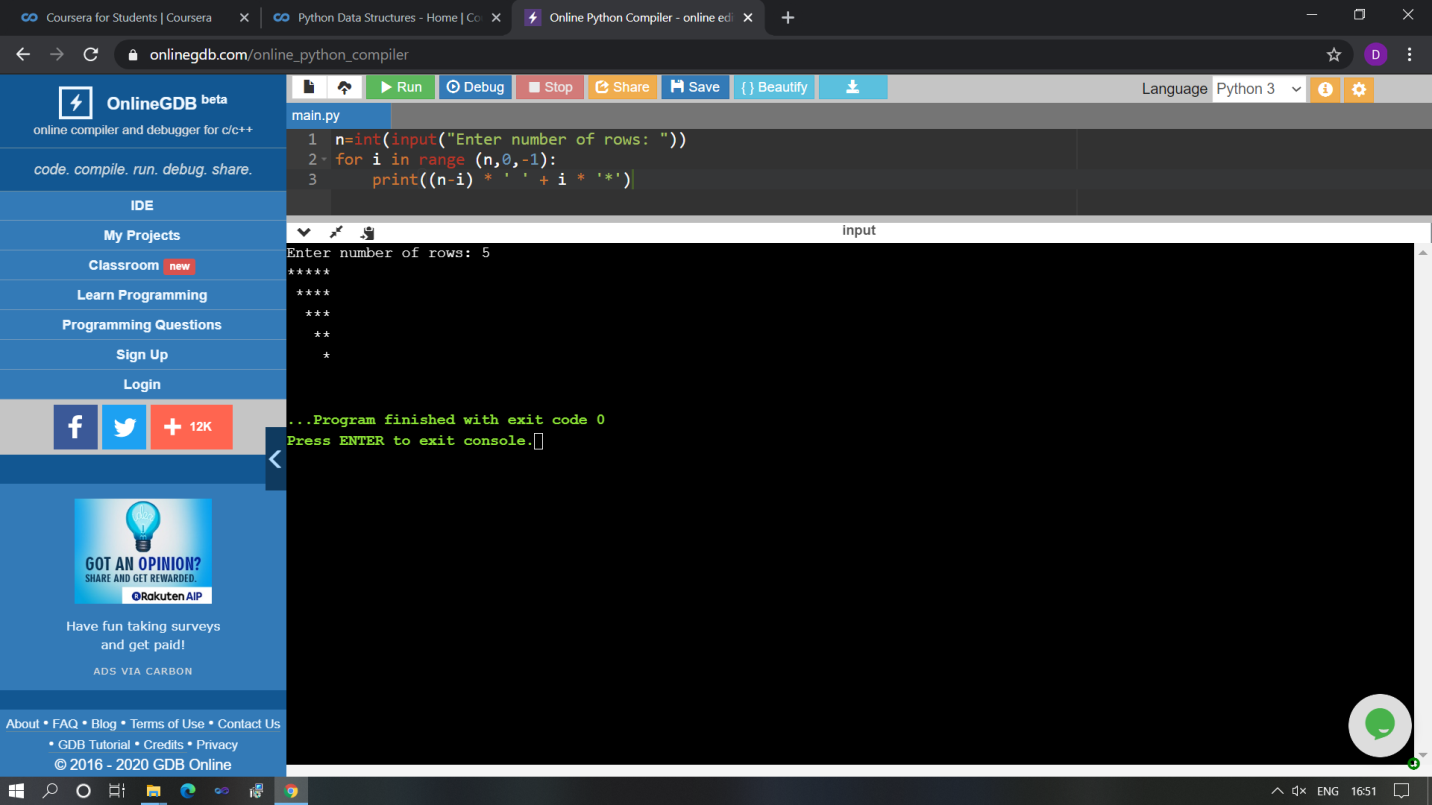 Coursera for Students | Coursera
Python Data Structures - Home | Co
Online Python Compiler - online edi
onlinegdb.com/online_python_compiler
D
OnlineGDB beta
online compiler and debugger for c/c++
code. compile. run. debug. share.
IDE
My Projects
Classroom new
Learn Programming
Programming Questions
Sign Up
Login
12K
GOT AN OPINION?
SHARE AND GET REWARDED.
Rakuten AIP
Have fun taking surveys
and get paid!
ADS VIA CARBON
About • FAQ • Blog • Terms of Use • Contact Us
• GDB Tutorial • Credits • Privacy
© 2016 - 2020 GDB Online
Run Debug Stop Share Save { } Beautify
Language Python 3
main.py
1 n=int(input("Enter number of rows: "))
2 for i in range (n,0,-1):
3     print((n-i) * ' ' + i * '*')
input
Enter number of rows: 5
*****
 ****
  ***
   **
    *
...Program finished with exit code 0
Press ENTER to exit console.
ENG 16:51